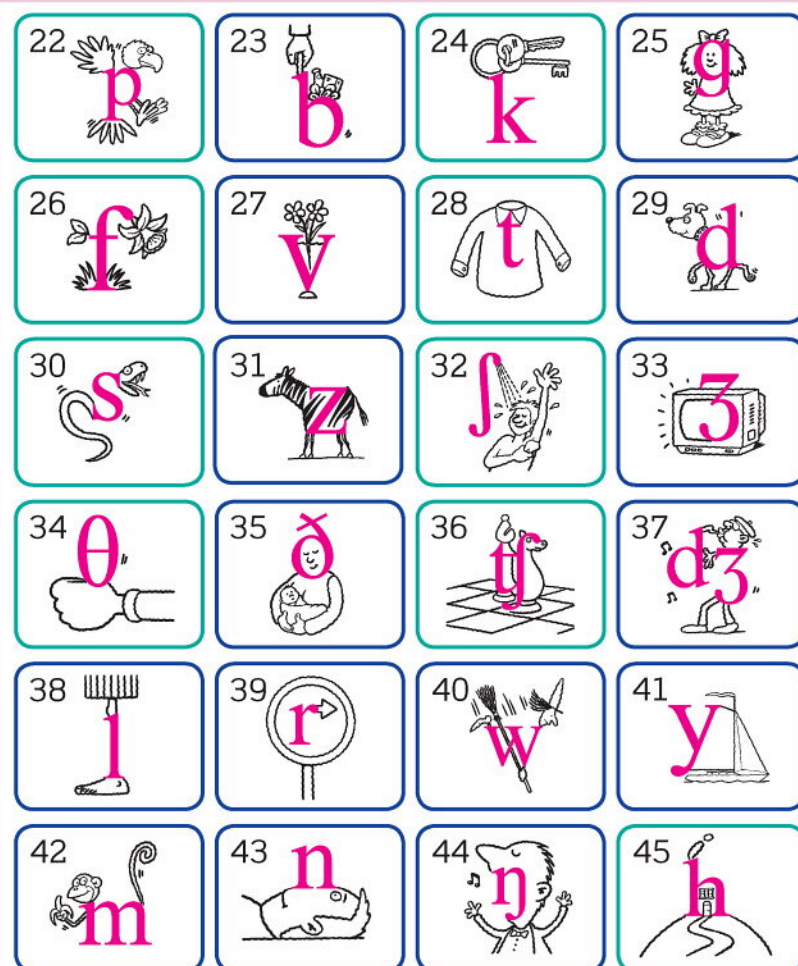 22 p
23 b
24 k
25 g
26 f
27 v
28 t
29 d
30 s
31 z
32 ʃ
33 ʒ
34 θ
35 ð
36 tʃ
37 dʒ
38 l
39 r
40 w
41 y
42 m
43 n
44 ŋ
45 h